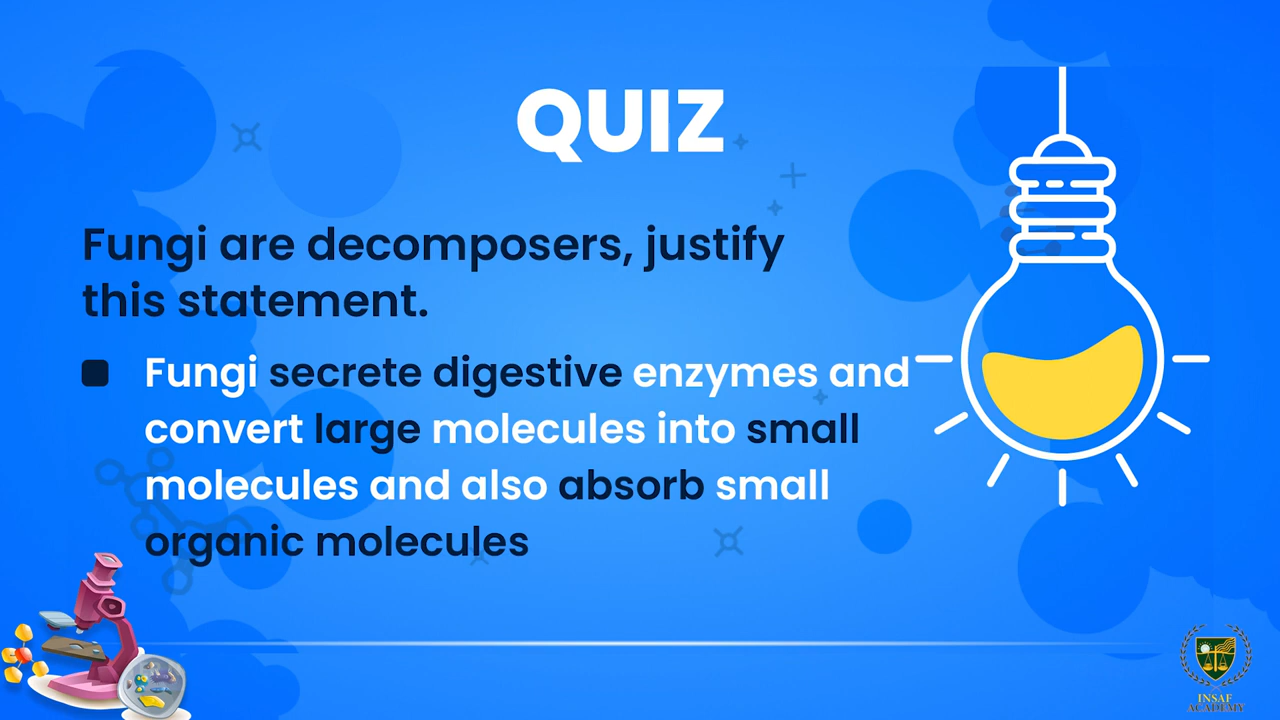 QUIZ
Fungi are decomposers, justify
this statement.
Fungi secrete digestive enzymes and
convert large molecules into small
molecules and also absorb small
organic molecules
INSAF
ACADEMY